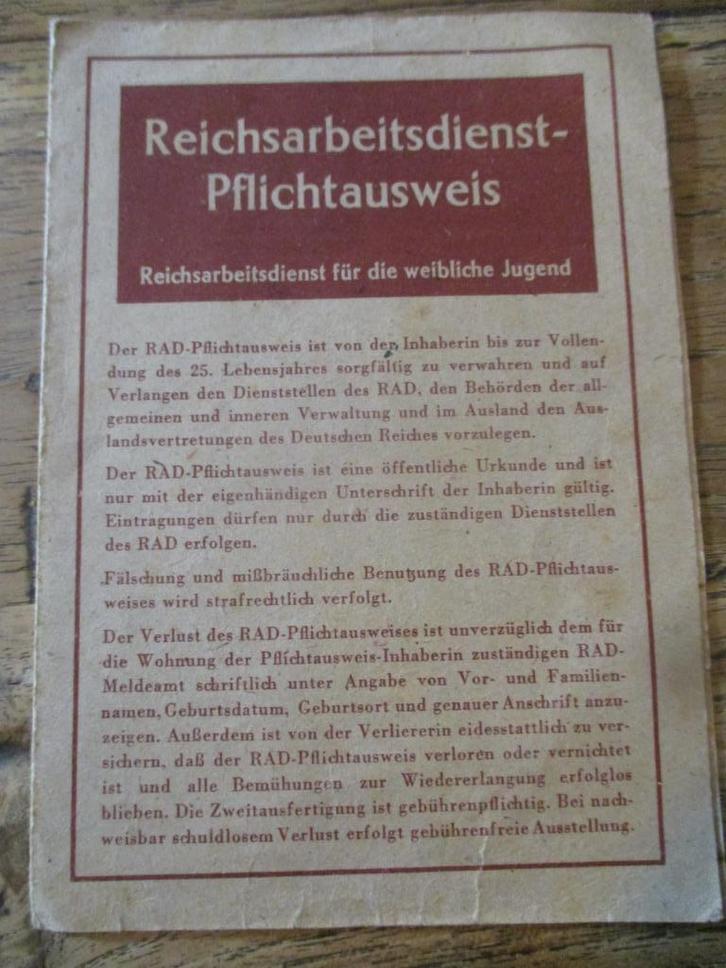 Reichsarbeitsdienst-
Pflichtausweis
Reichsarbeitsdienst für die weibliche Jugend
Der RAD-Pflichtausweis ist von der Inhaberin bis zur Vollen-
dung des 25. Lebensjahres sorgfältig zu verwahren und auf
Verlangen den Dienststellen des RAD, den Behörden der all-
gemeinen und inneren Verwaltung und im Ausland den Aus-
landsvertretungen des Deutschen Reiches vorzulegen.
Der RAD-Pflichtausweis ist eine öffentliche Urkunde und ist
nur mit der eigenhändigen Unterschrift der Inhaberin gültig.
Eintragungen dürfen nur durch die zuständigen Dienststellen
des RAD erfolgen.
Fälschung und mißbräuchliche Benutzung des RAD-Pflichtaus-
weises wird strafrechtlich verfolgt.
Der Verlust des RAD-Pflichtausweises ist unverzüglich dem für
die Wohnung der Pflichtausweis-Inhaberin zuständigen RAD-
Meldeamt schriftlich unter Angabe von Vor- und Familien-
namen, Geburtsdatum, Geburtsort und genauer Anschrift anzu-
zeigen. Außerdem ist von der Verliererin eidesstattlich zu ver-
sichern, daß der RAD-Pflichtausweis verloren oder vernichtet
ist und alle Bemühungen zur Wiedererlangung erfolglos
blieben. Die Zweitausfertigung ist gebührenpflichtig. Bei nach-
weisbar schuldlosem Verlust erfolgt gebührenfreie Ausstellung.